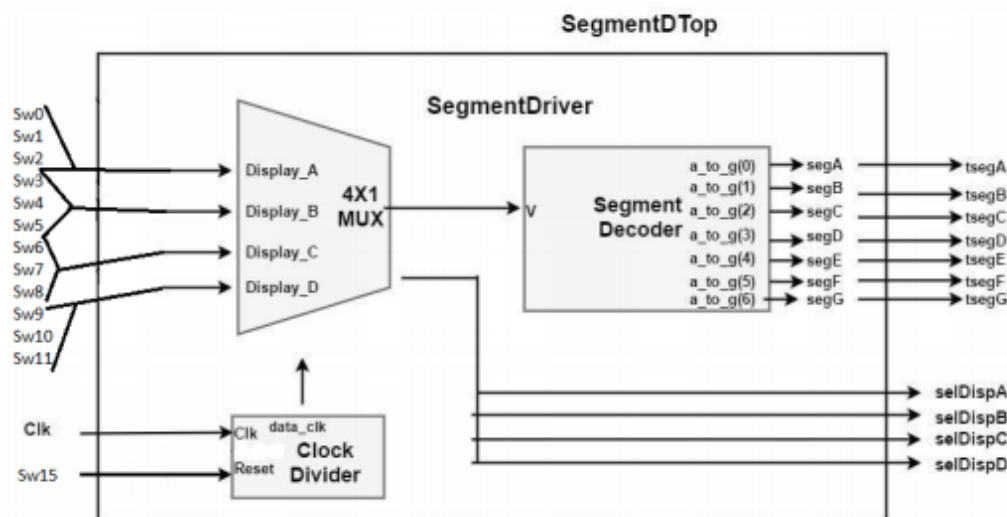 SegmentDTop
SegmentDriver
Sw0
Sw1
Sw2
Sw3
Sw4
Sw5
Sw6
Sw7
Sw8
Sw9
Sw10
Sw11
Clk
Sw15
Display_A
Display_B
Display_C
Display_D
4X1
MUX
Clk
data_clk
Reset
Clock
Divider
V
Segment
Decoder
a_to_g(0)
a_to_g(1)
a_to_g(2)
a_to_g(3)
a_to_g(4)
a_to_g(5)
a_to_g(6)
segA
segB
segC
segD
segE
segF
segG
tsegA
tsegB
tsegC
tsegD
tsegE
tsegF
tsegG
selDispA
selDispB
selDispC
selDispD